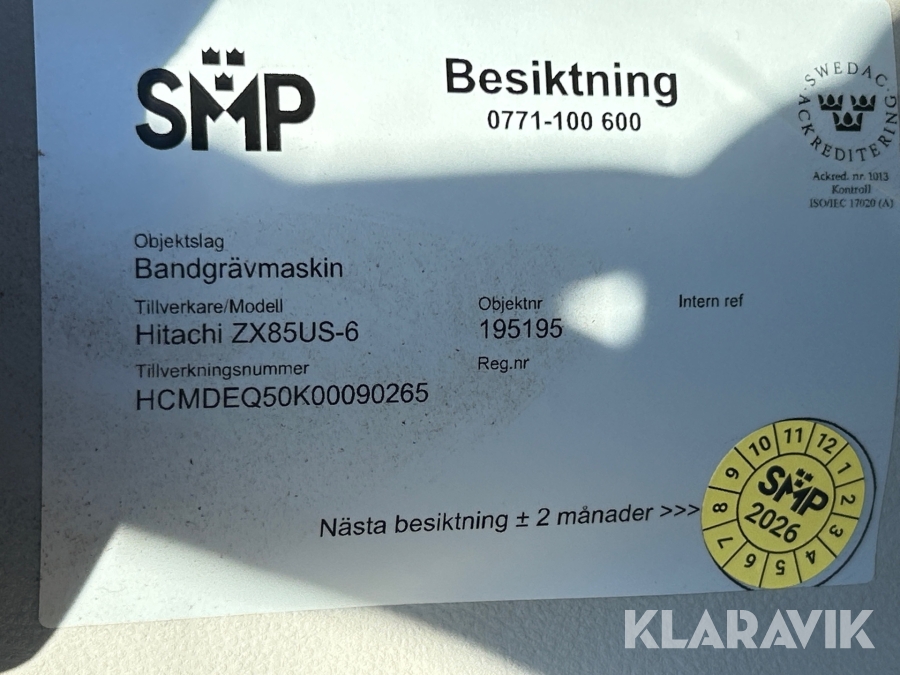 SMP
Besiktning
0771-100 600
SWEDAC ACKREDITERING
Ackred. nr. 1013
Kontroll
ISO/IEC 17020 (A)
Objektslag
Bandgrävmaskin
Tillverkare/Modell
Hitachi ZX85US-6
Objektnr
195195
Intern ref
Tillverkningsnummer
HCMDEQ50K00090265
Reg.nr
Nästa besiktning ± 2 månader >>>
1 2 3 4 5 6 7 8 9 10 11 12
SMP
2026
KLARAVIK